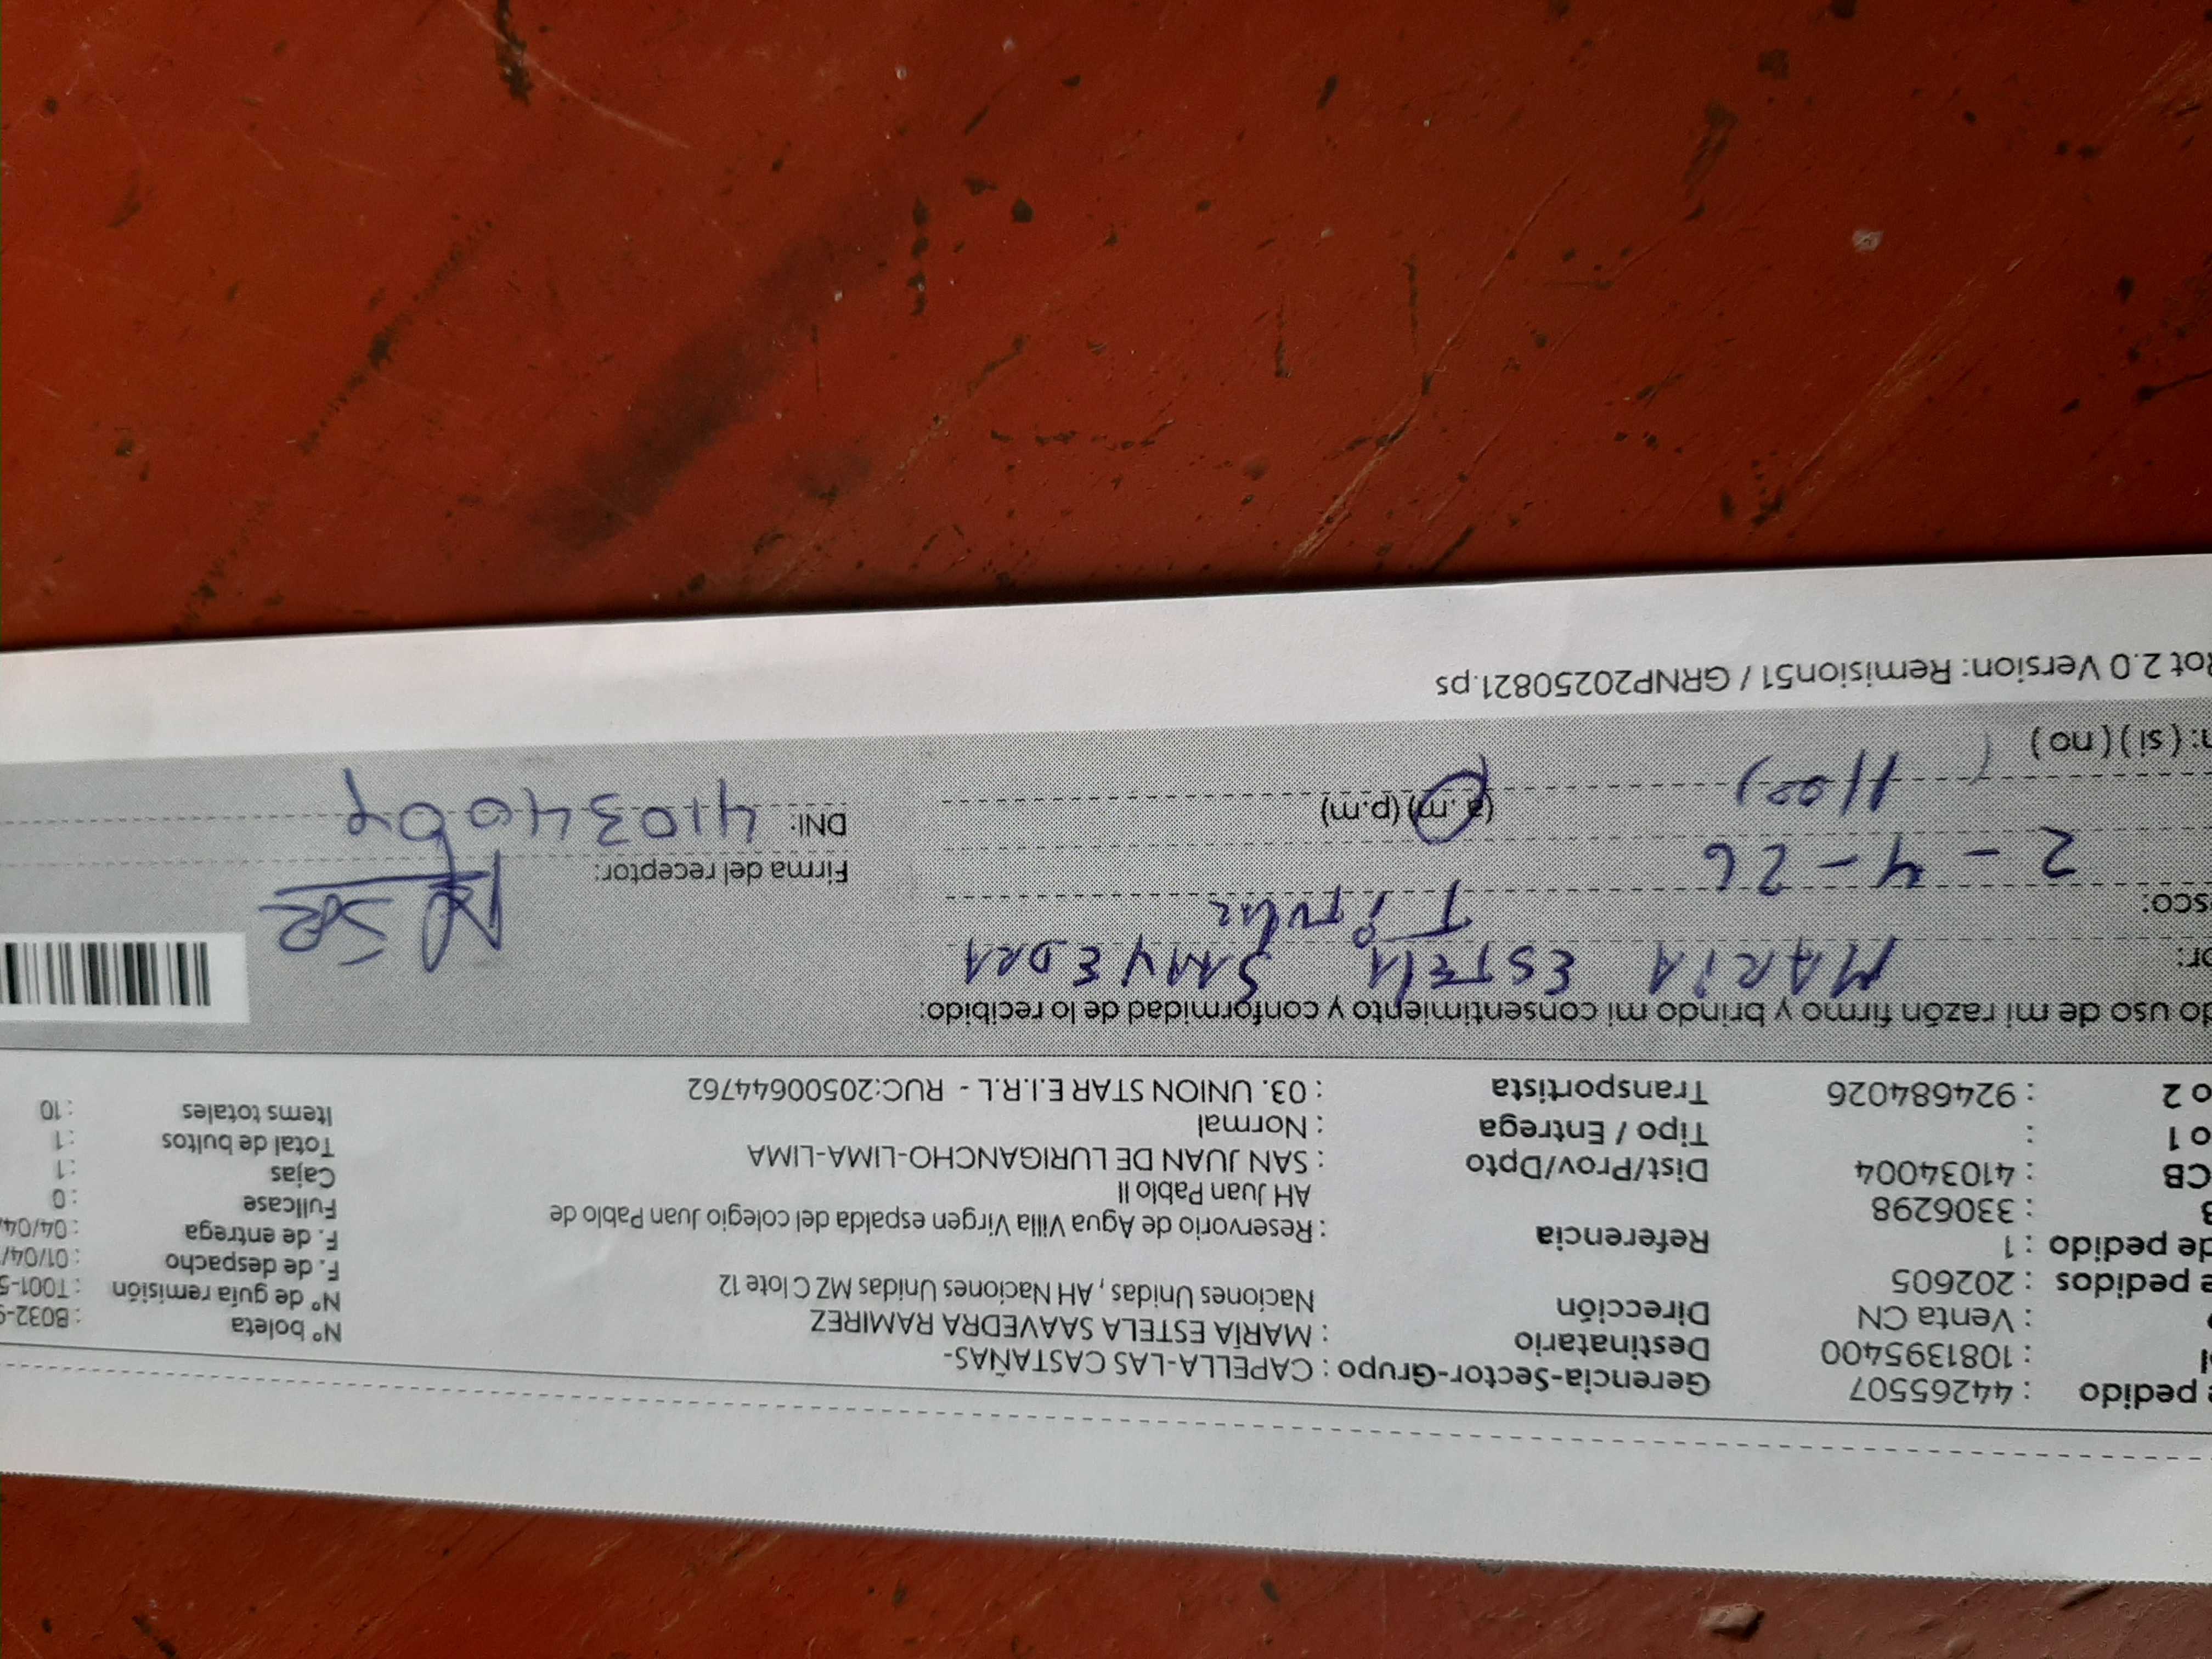 e pedido : 44265507 Gerencia-Sector-Grupo : CAPELLA-LAS CASTAÑAS-
: 1081395400 Destinatario : MARÍA ESTELA SAAVEDRA RAMIREZ Nº boleta : B032-9
: Venta CN Dirección Naciones Unidas , AH Naciones Unidas MZ C lote 12 Nº de guía remisión : T001-5
e pedidos : 202605 F. de despacho : 01/04/
de pedido : 1 Referencia : Reservorio de Agua Villa Virgen espalda del colegio Juan Pablo de F. de entrega : 04/04/
: 3306298 AH Juan Pablo II Fullcase : 0
CB : 41034004 Dist/Prov/Dpto : SAN JUAN DE LURIGANCHO-LIMA-LIMA Cajas : 1
o 1 : Tipo / Entrega : Normal Total de bultos : 1
o 2 : 924684026 Transportista : 03. UNION STAR E.I.R.L - RUC:20500644762 Items totales : 10
do uso de mi razón firmo y brindo mi consentimiento y conformidad de lo recibido:
or: MARIA ESTELA SAAVEDRA
sco: Titular Firma del receptor:
2 - 4 - 26 DNI: 41034004
(a.m) (p.m)
n: (si) (no)
Rot 2.0 Version: Remision51 / GRNP20250821.ps